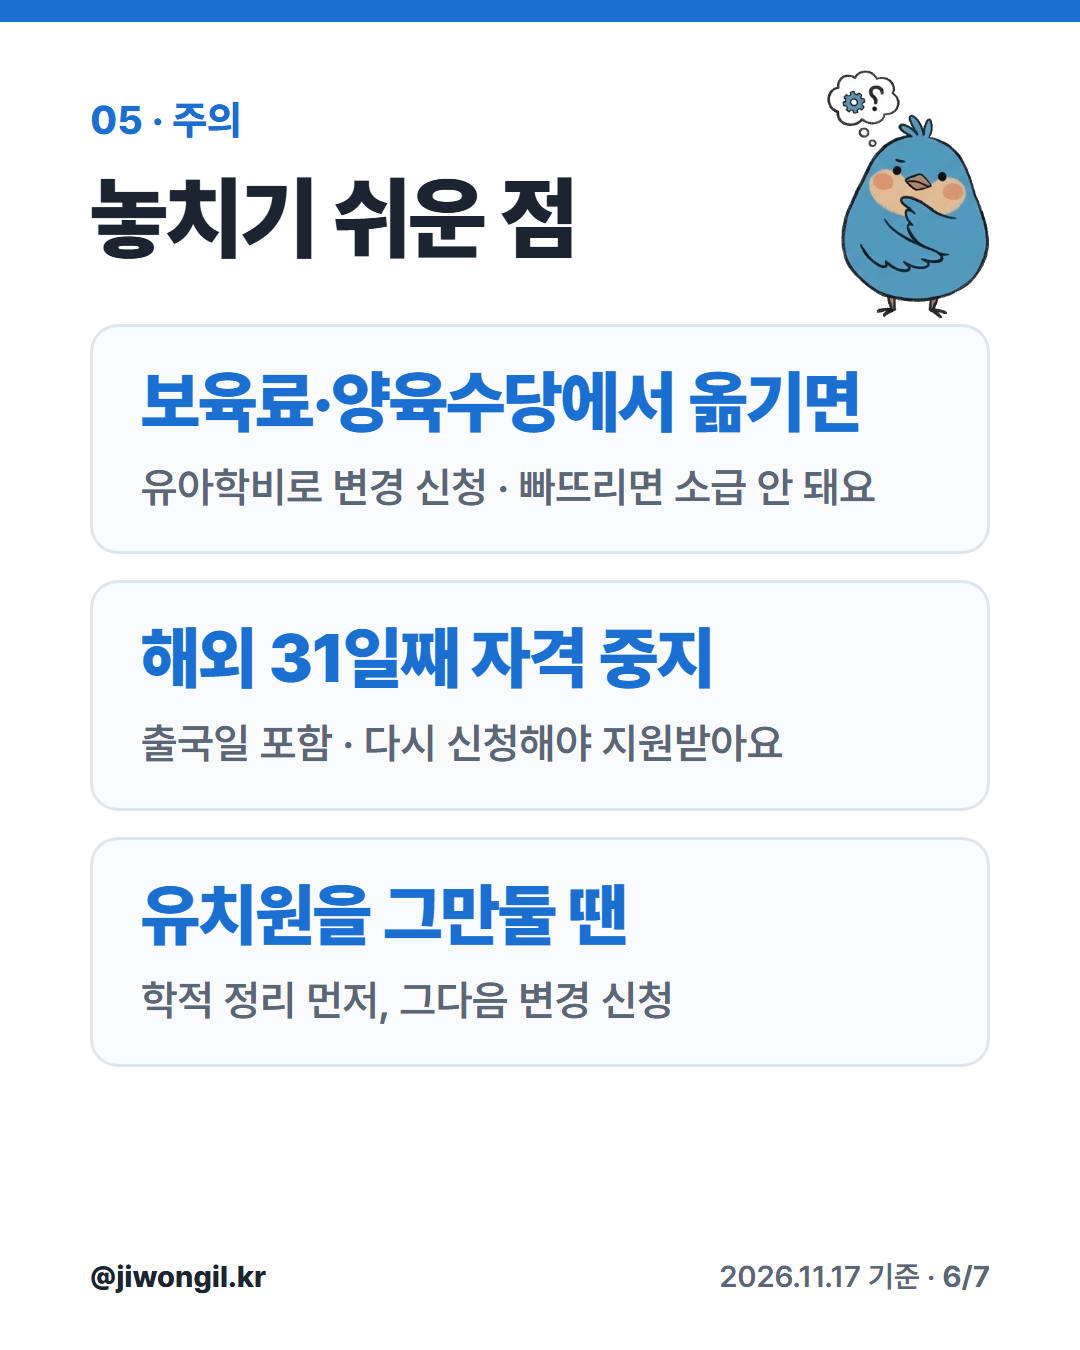 05 · 주의
놓치기 쉬운 점
보육료·양육수당에서 옮기면
유아학비로 변경 신청 · 빠뜨리면 소급 안 돼요
해외 31일째 자격 중지
출국일 포함 · 다시 신청해야 지원받아요
유치원을 그만둘 땐
학적 정리 먼저, 그다음 변경 신청
@jiwongil.kr
2026.11.17 기준 · 6/7